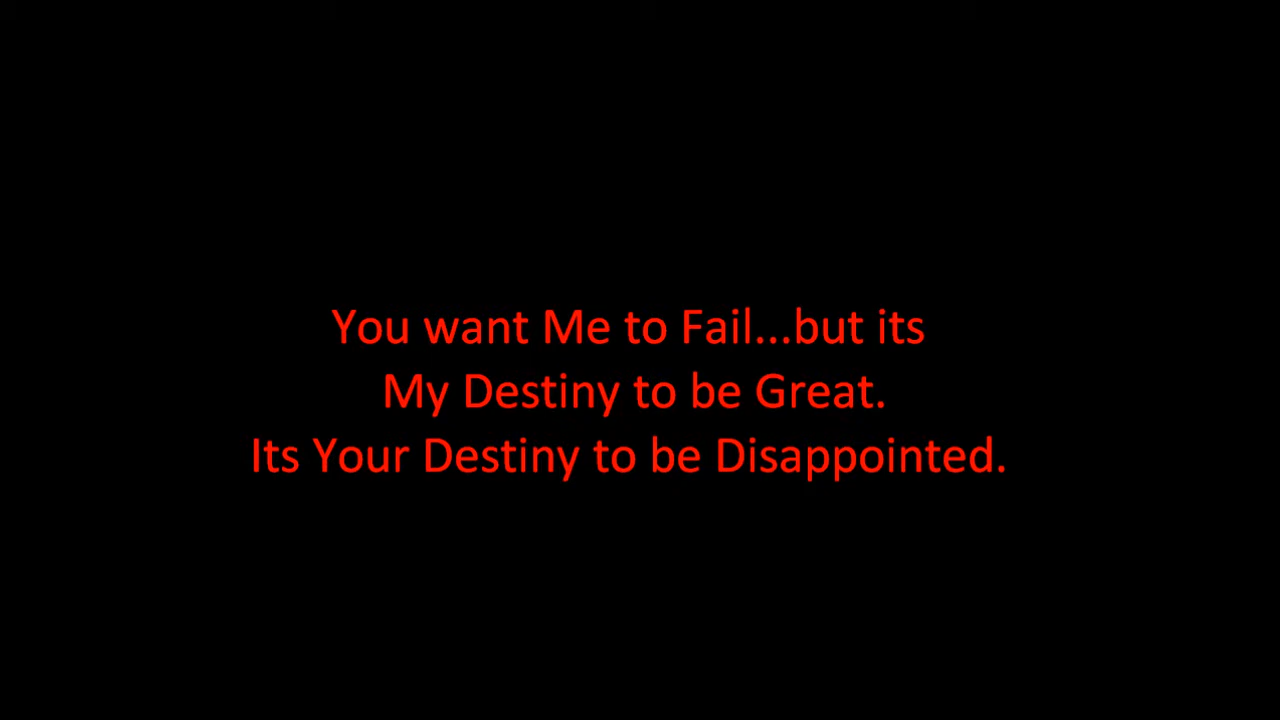 You want Me to Fail...but its
My Destiny to be Great.
Its Your Destiny to be Disappointed.